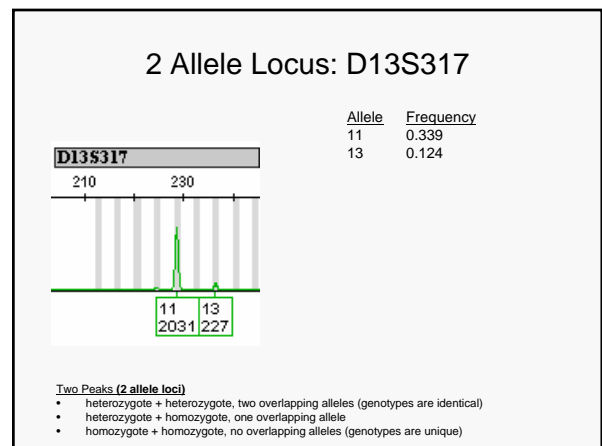 2 Allele Locus: D13S317
Allele Frequency
11 0.339
13 0.124
D13S317
210 230
11 13
2031 227
Two Peaks (2 allele loci)
• heterozygote + heterozygote, two overlapping alleles (genotypes are identical)
• heterozygote + homozygote, one overlapping allele
• homozygote + homozygote, no overlapping alleles (genotypes are unique)